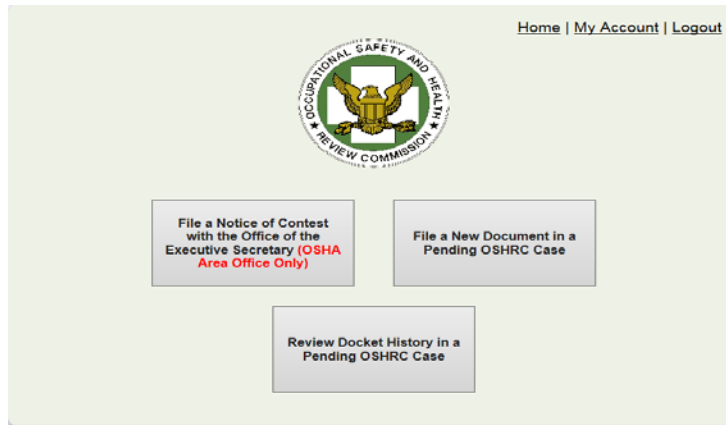 Home | My Account | Logout
OCCUPATIONAL SAFETY AND HEALTH
★ REVIEW COMMISSION ★
File a Notice of Contest
with the Office of the
Executive Secretary (OSHA
Area Office Only)
File a New Document in a
Pending OSHRC Case
Review Docket History in a
Pending OSHRC Case